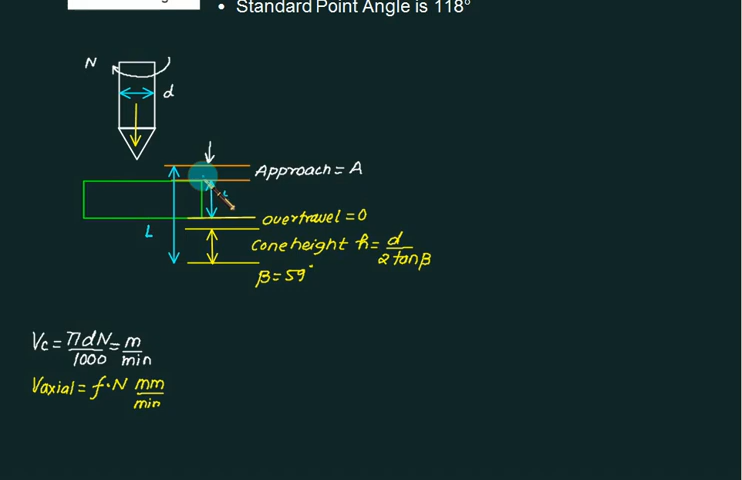 • Standard Point Angle is 118°
N
d
Approach = A
L
overtravel = 0
L
Cone height h = d / 2 tan β
β = 59°
Vc = πdN / 1000 = m / min
Vaxial = f · N mm / min